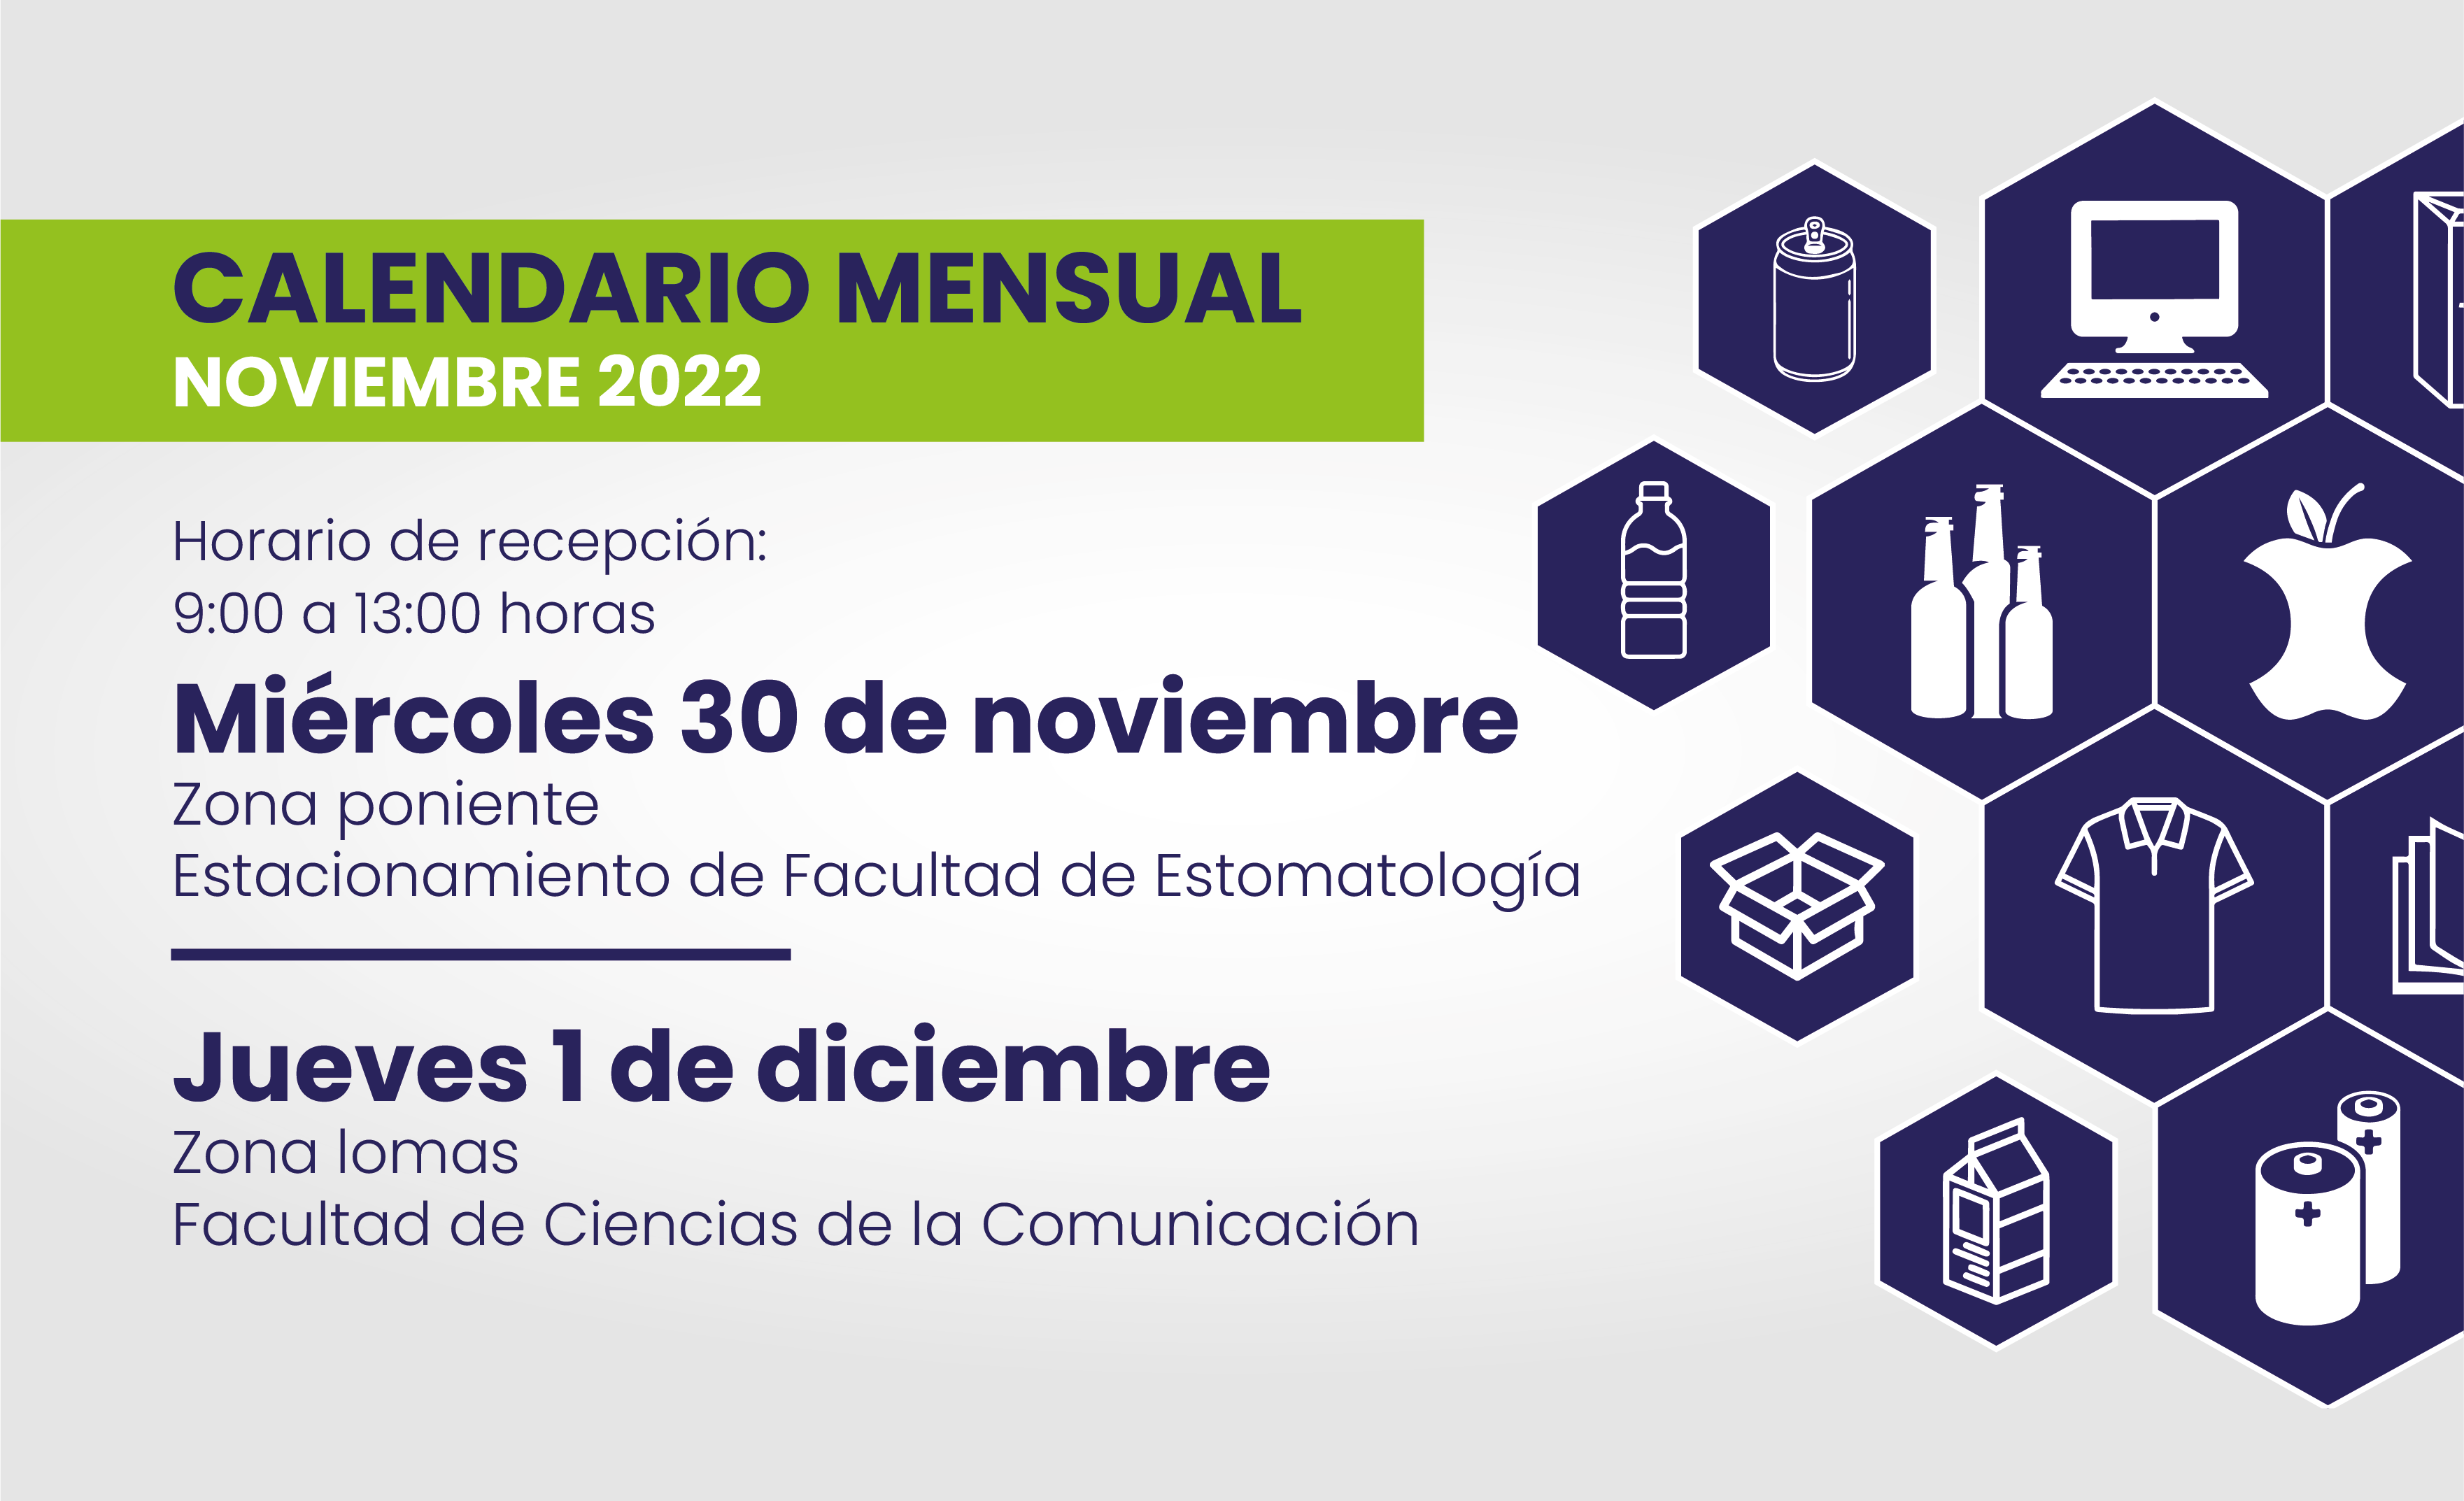 CALENDARIO MENSUAL
NOVIEMBRE 2022
Horario de recepción:
9:00 a 13:00 horas
Miércoles 30 de noviembre
Zona poniente
Estacionamiento de Facultad de Estomatología
Jueves 1 de diciembre
Zona lomas
Facultad de Ciencias de la Comunicación